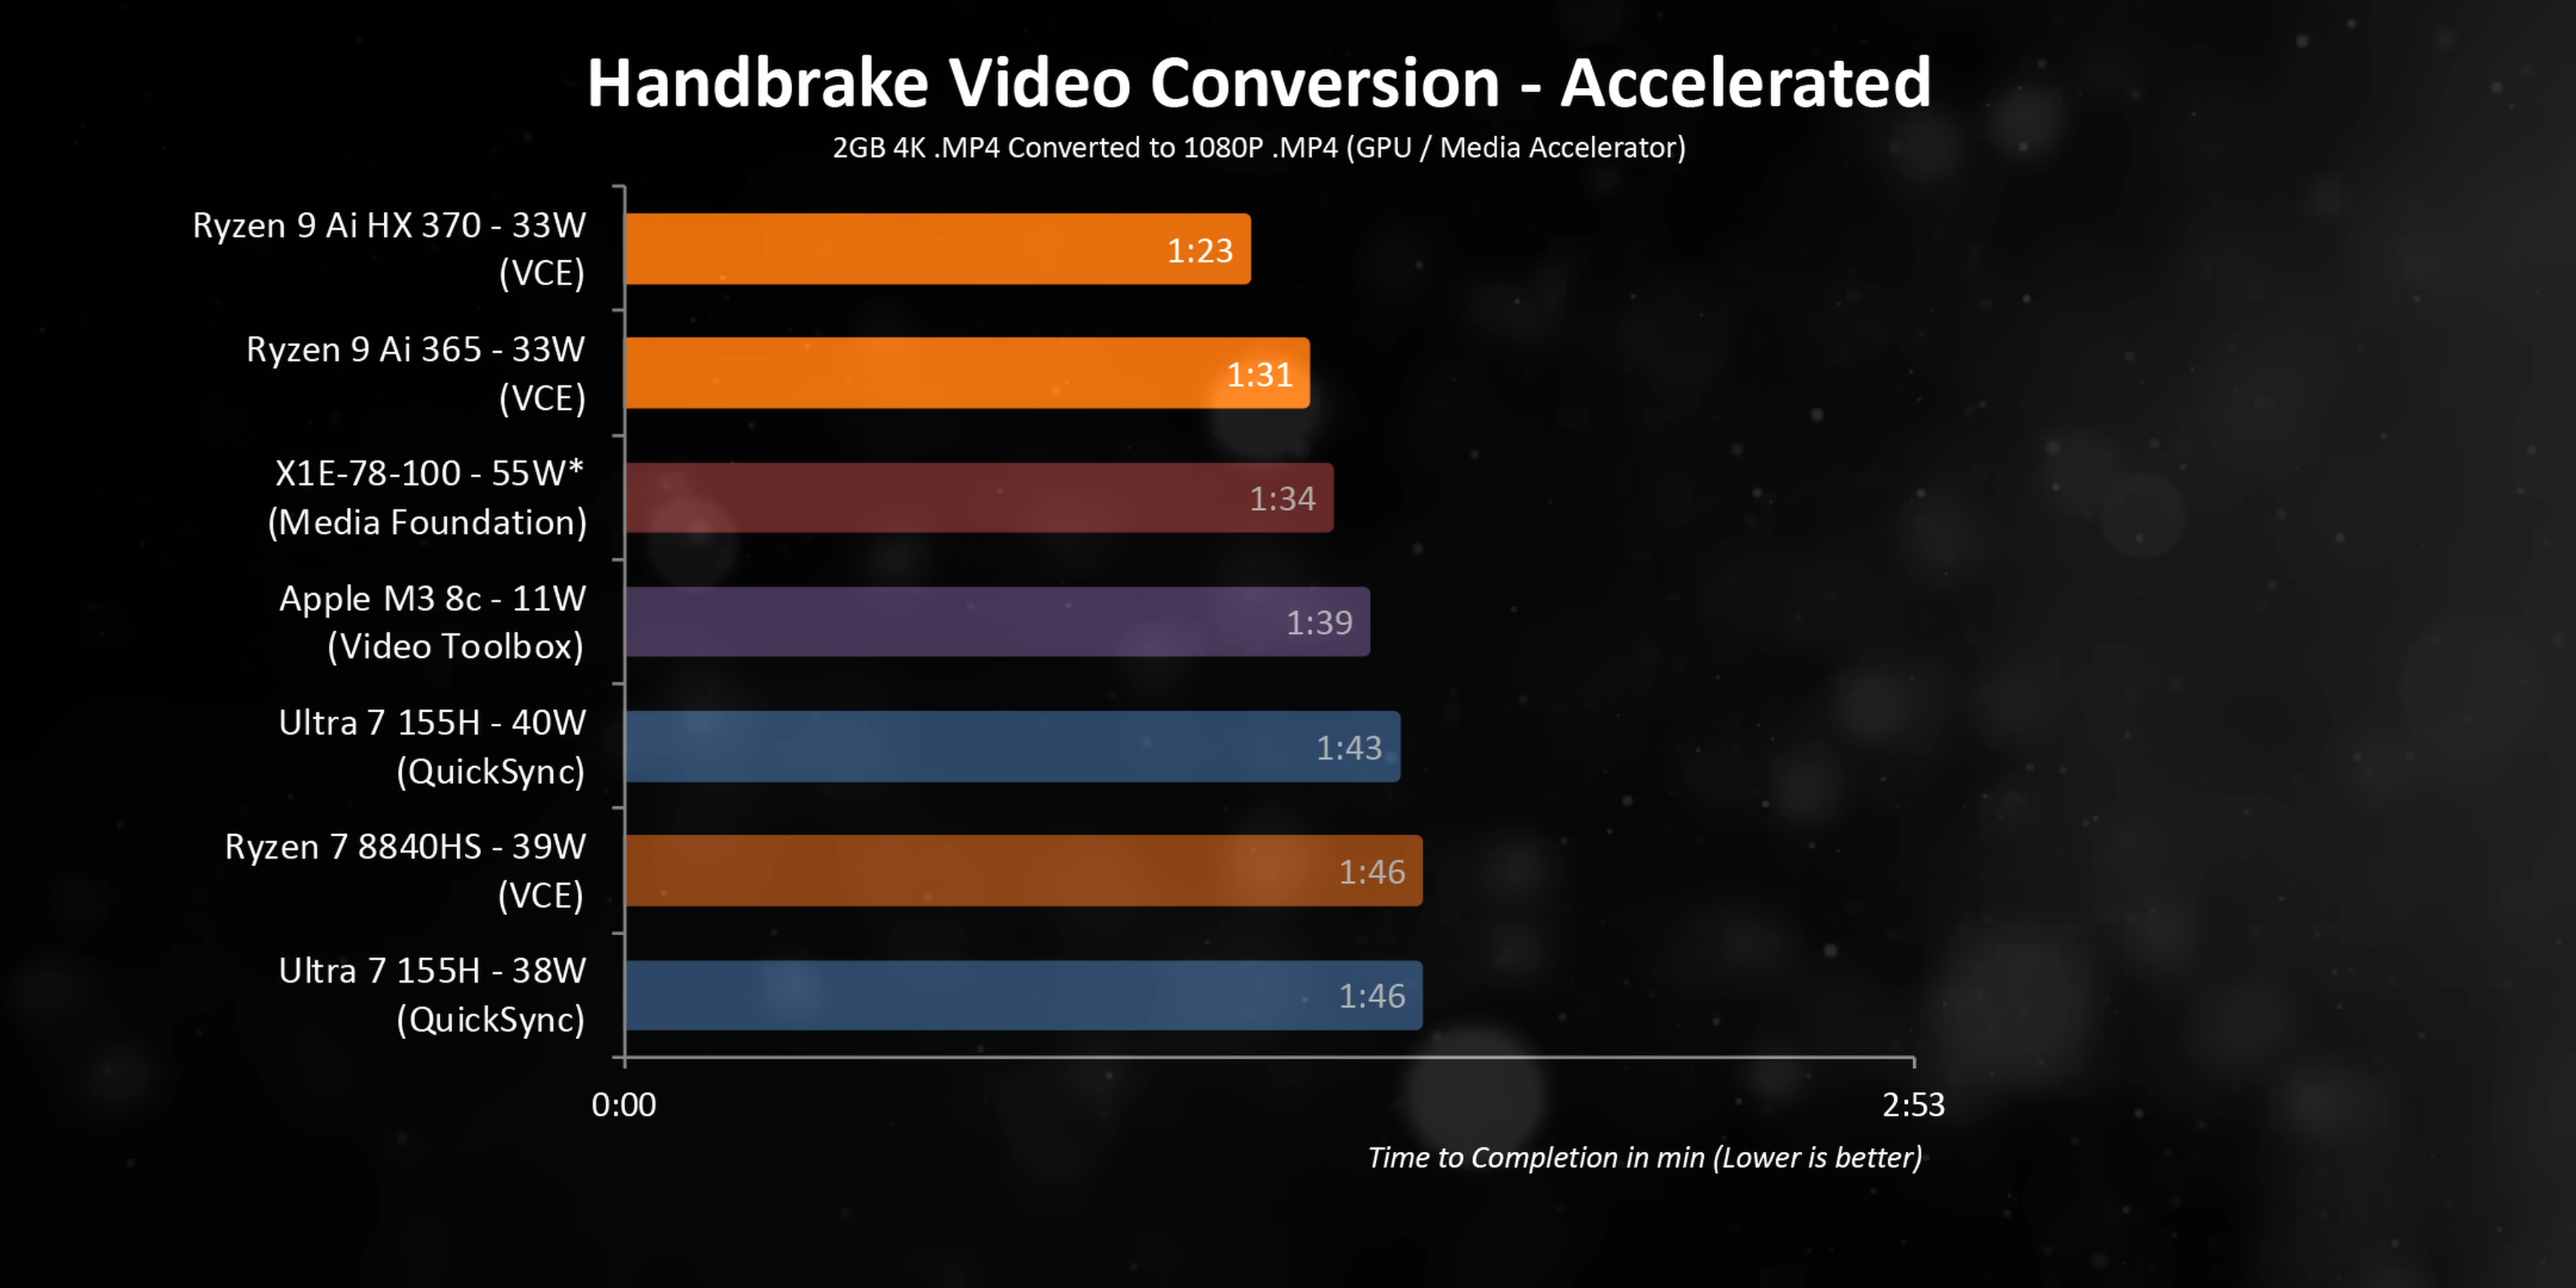 Handbrake Video Conversion - Accelerated
2GB 4K .MP4 Converted to 1080P .MP4 (GPU / Media Accelerator)
Ryzen 9 Ai HX 370 - 33W
(VCE)
1:23
Ryzen 9 Ai 365 - 33W
(VCE)
1:31
X1E-78-100 - 55W*
(Media Foundation)
1:34
Apple M3 8c - 11W
(Video Toolbox)
1:39
Ultra 7 155H - 40W
(QuickSync)
1:43
Ryzen 7 8840HS - 39W
(VCE)
1:46
Ultra 7 155H - 38W
(QuickSync)
1:46
0:00
2:53
Time to Completion in min (Lower is better)